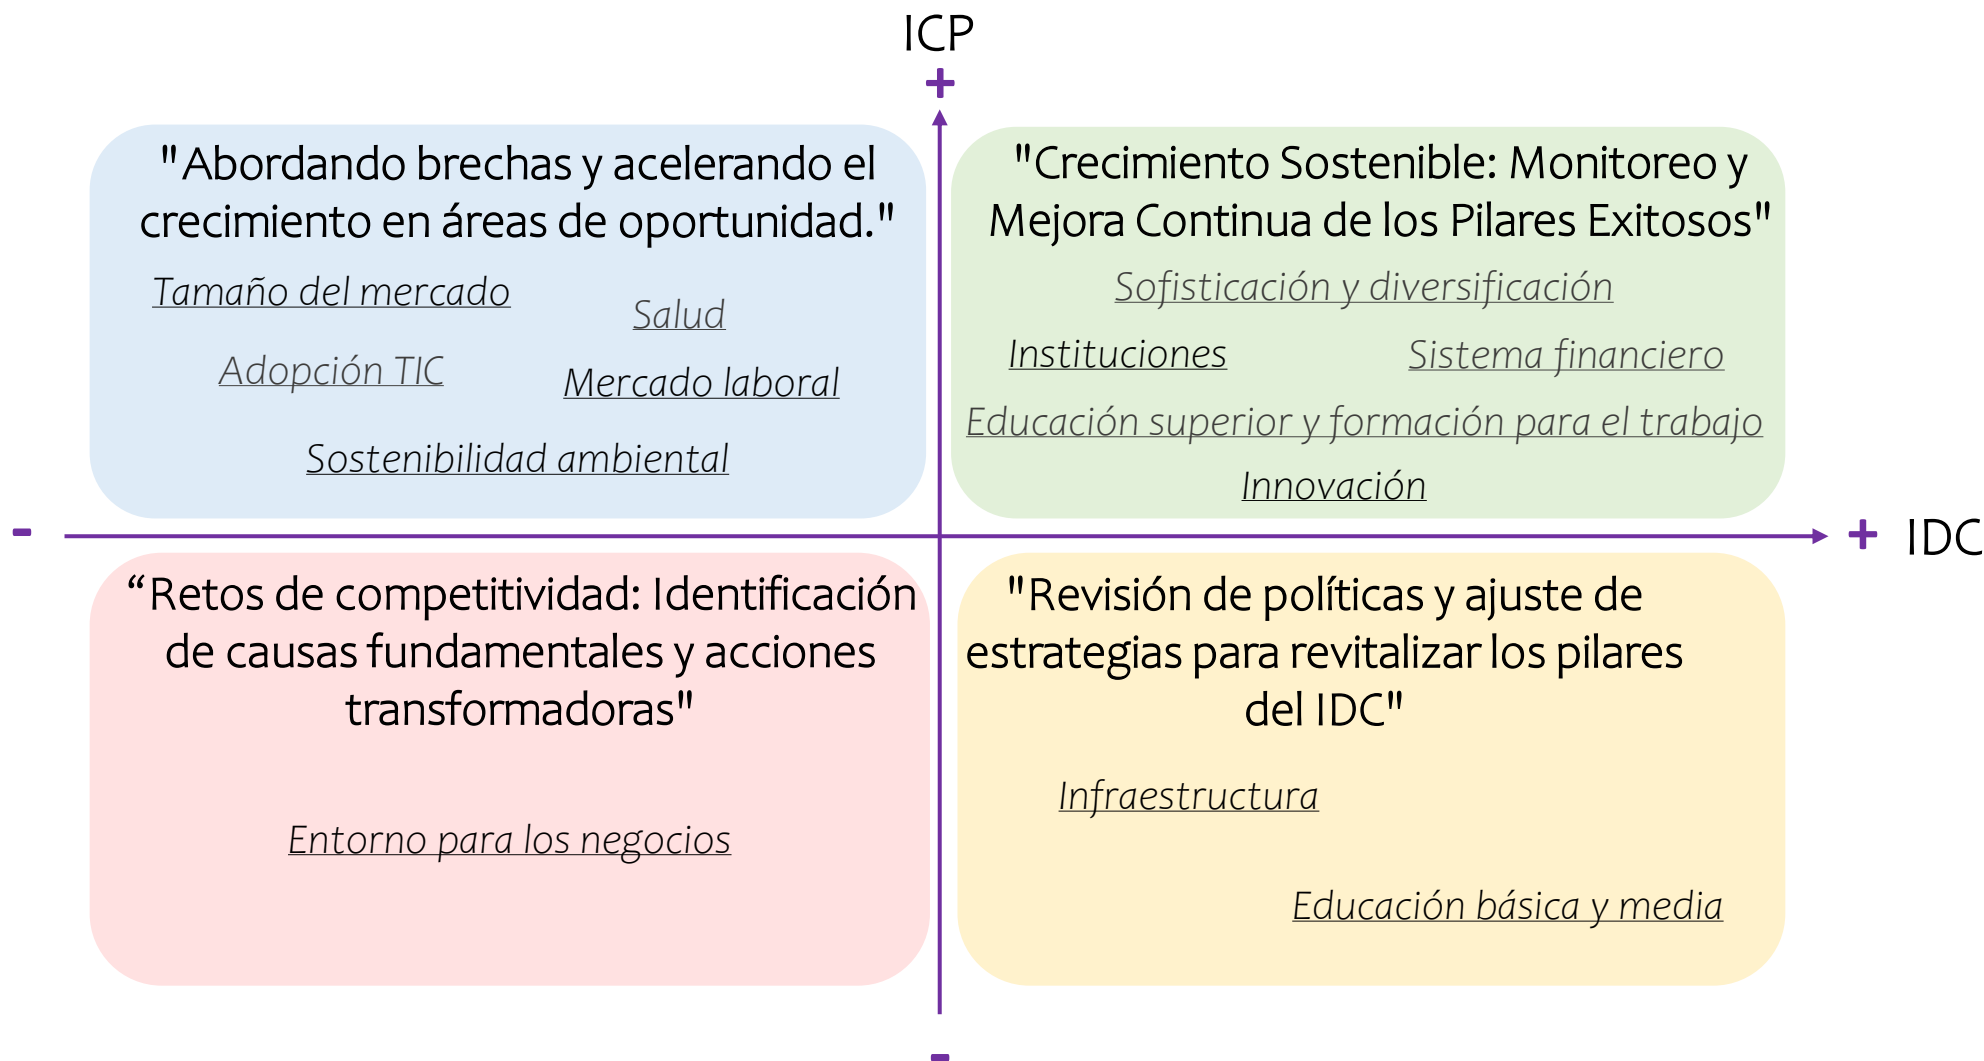 ICP
+
"Abordando brechas y acelerando el
crecimiento en áreas de oportunidad."
Tamaño del mercado
Salud
Adopción TIC
Mercado laboral
Sostenibilidad ambiental
"Crecimiento Sostenible: Monitoreo y
Mejora Continua de los Pilares Exitosos"
Sofisticación y diversificación
Instituciones
Sistema financiero
Educación superior y formación para el trabajo
Innovación
-
+ IDC
“Retos de competitividad: Identificación
de causas fundamentales y acciones
transformadoras"
Entorno para los negocios
"Revisión de políticas y ajuste de
estrategias para revitalizar los pilares
del IDC"
Infraestructura
Educación básica y media
-